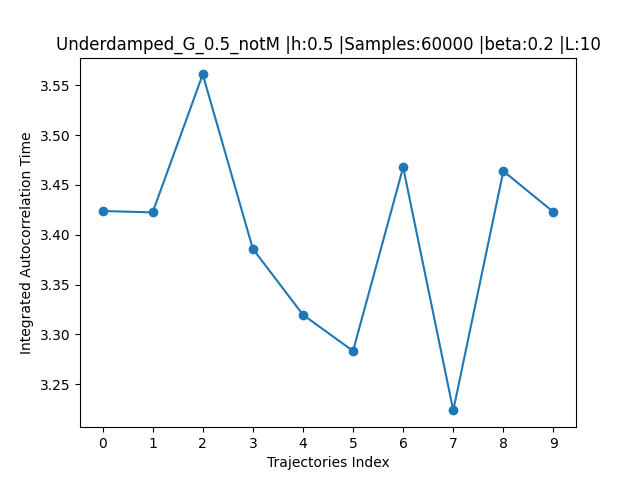 Underdamped_G_0.5_notM |h:0.5 |Samples:60000 |beta:0.2 |L:10
Integrated Autocorrelation Time
3.55
3.50
3.45
3.40
3.35
3.30
3.25
0 1 2 3 4 5 6 7 8 9
Trajectories Index